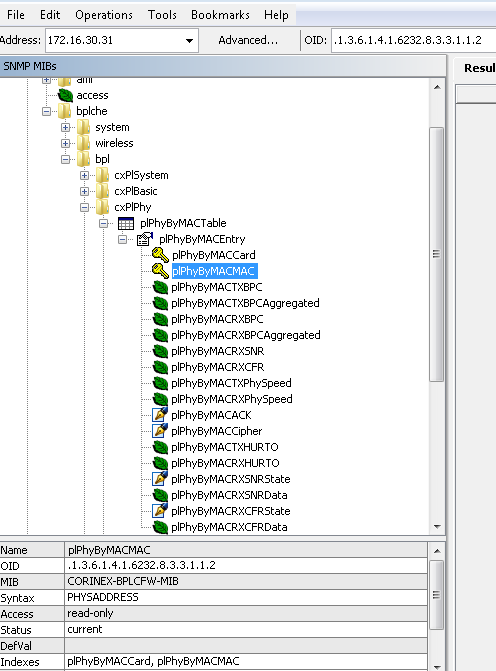 File Edit Operations Tools Bookmarks Help
Address: 172.16.30.31 Advanced... OID: .1.3.6.1.4.1.6232.8.3.3.1.1.2
SNMP MIBs
Resul
access
bplche
system
wireless
bpl
cxPlSystem
cxPlBasic
cxPlPhy
plPhyByMACTable
plPhyByMACEntry
plPhyByMACCard
plPhyByMACMAC
plPhyByMACTXBPC
plPhyByMACTXBPCAggregated
plPhyByMACRXBPC
plPhyByMACRXBPCAggregated
plPhyByMACRXSNR
plPhyByMACRXCFR
plPhyByMACTXPhySpeed
plPhyByMACRXPhySpeed
plPhyByMACACK
plPhyByMACCipher
plPhyByMACTXHURTO
plPhyByMACRXHURTO
plPhyByMACRXSNRState
plPhyByMACRXSNRData
plPhyByMACRXCFRState
plPhyByMACRXCFRData
Name plPhyByMACMAC
OID .1.3.6.1.4.1.6232.8.3.3.1.1.2
MIB CORINEX-BPLCFW-MIB
Syntax PHYSADDRESS
Access read-only
Status current
DefVal
Indexes plPhyByMACCard, plPhyByMACMAC